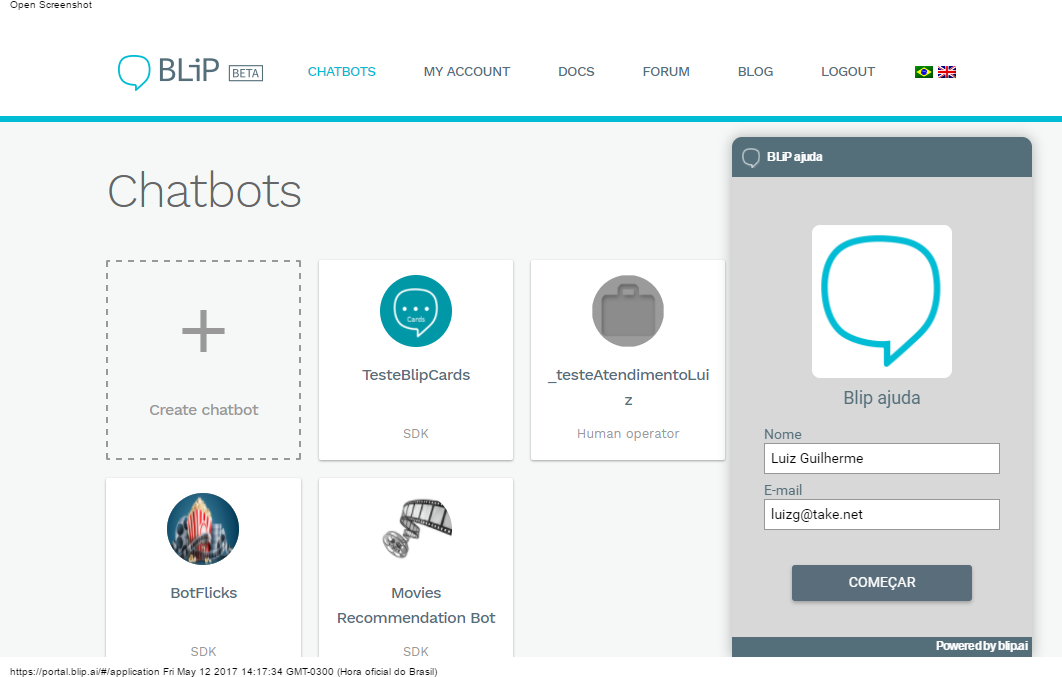 Open Screenshot
BLiP BETA
CHATBOTS MY ACCOUNT DOCS FORUM BLOG LOGOUT
BLiP ajuda
Chatbots
Create chatbot
Cards
TesteBlipCards
SDK
_testeAtendimentoLui
z
Human operator
Blip ajuda
Nome
Luiz Guilherme
E-mail
luizg@take.net
COMEÇAR
BotFlicks
SDK
Movies
Recommendation Bot
SDK
Powered by blip.ai
https://portal.blip.ai/#/application Fri May 12 2017 14:17:34 GMT-0300 (Hora oficial do Brasil)